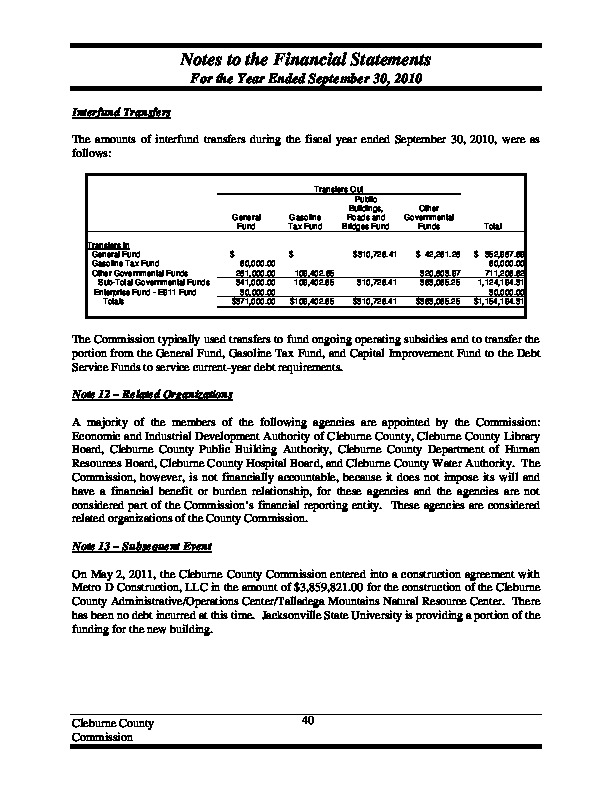 Notes to the Financial Statements
For the Year Ended September 30, 2010
Interfund Transfers
The amounts of interfund transfers during the fiscal year ended September 30, 2010, were as
follows:
Transfers Out
Public
Buildings, Other
General Gasoline Roads and Governmental
Fund Tax Fund Bridges Fund Funds Total
Transfers In
General Fund $ $ $310,726.41 $ 42,261.28 $ 352,987.69
Gasoline Tax Fund 60,000.00 60,000.00
Other Governmental Funds 281,000.00 109,402.65 320,803.97 711,206.62
Sub-Total Governmental Funds 341,000.00 109,402.65 310,726.41 363,065.25 1,124,194.31
Enterprise Fund - E911 Fund 30,000.00 30,000.00
Totals $371,000.00 $109,402.65 $310,726.41 $363,065.25 $1,154,194.31
The Commission typically used transfers to fund ongoing operating subsidies and to transfer the
portion from the General Fund, Gasoline Tax Fund, and Capital Improvement Fund to the Debt
Service Funds to service current-year debt requirements.
Note 12 – Related Organizations
A majority of the members of the following agencies are appointed by the Commission:
Economic and Industrial Development Authority of Cleburne County, Cleburne County Library
Board, Cleburne County Public Building Authority, Cleburne County Department of Human
Resources Board, Cleburne County Hospital Board, and Cleburne County Water Authority. The
Commission, however, is not financially accountable, because it does not impose its will and
have a financial benefit or burden relationship, for these agencies and the agencies are not
considered part of the Commission's financial reporting entity. These agencies are considered
related organizations of the County Commission.
Note 13 – Subsequent Event
On May 2, 2011, the Cleburne County Commission entered into a construction agreement with
Metro D Construction, LLC in the amount of $3,859,821.00 for the construction of the Cleburne
County Administrative/Operations Center/Talladega Mountains Natural Resource Center. There
has been no debt incurred at this time. Jacksonville State University is providing a portion of the
funding for the new building.
Cleburne County 40
Commission